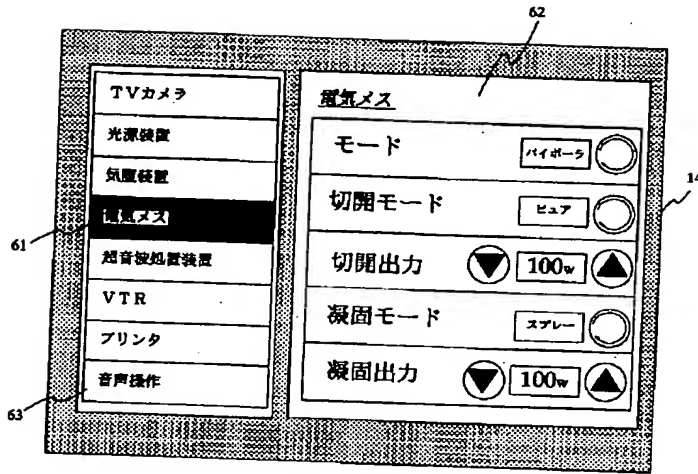 62
14
61
63
TVカメラ
光源装置
気腹装置
電気メス
超音波処置装置
VTR
プリンタ
音声操作
電気メス
モード
バイポーラ
切開モード
ピュア
切開出力
100w
凝固モード
スプレー
凝固出力
100w